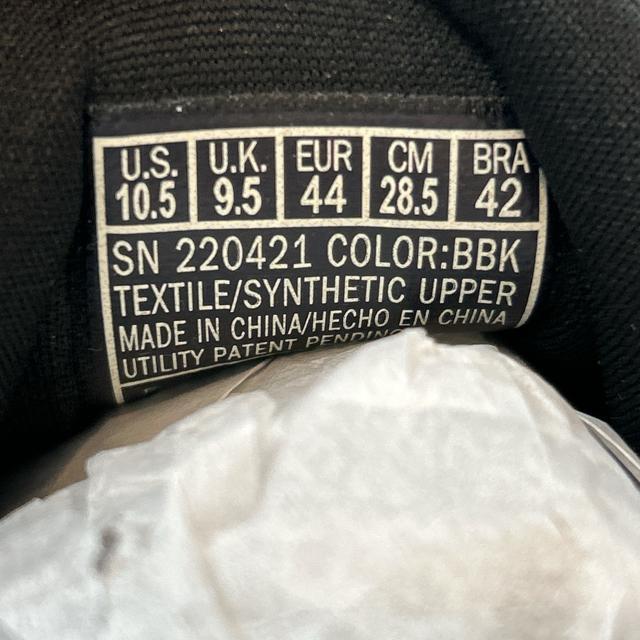 U.S. U.K. EUR CM BRA
10.5 9.5 44 28.5 42
SN 220421 COLOR:BBK
TEXTILE/SYNTHETIC UPPER
MADE IN CHINA/HECHO EN CHINA
UTILITY PATENT PENDING